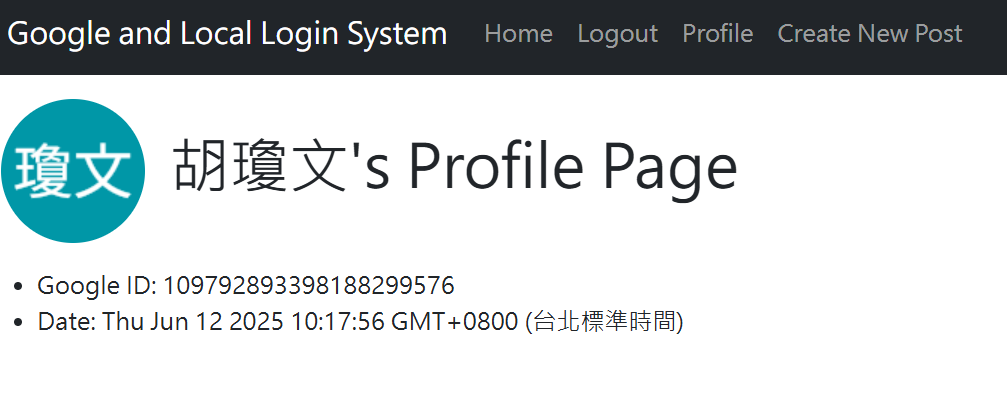 Google and Local Login System Home Logout Profile Create New Post
瓊文 胡瓊文's Profile Page
Google ID: 109792893398188299576
Date: Thu Jun 12 2025 10:17:56 GMT+0800 (台北標準時間)